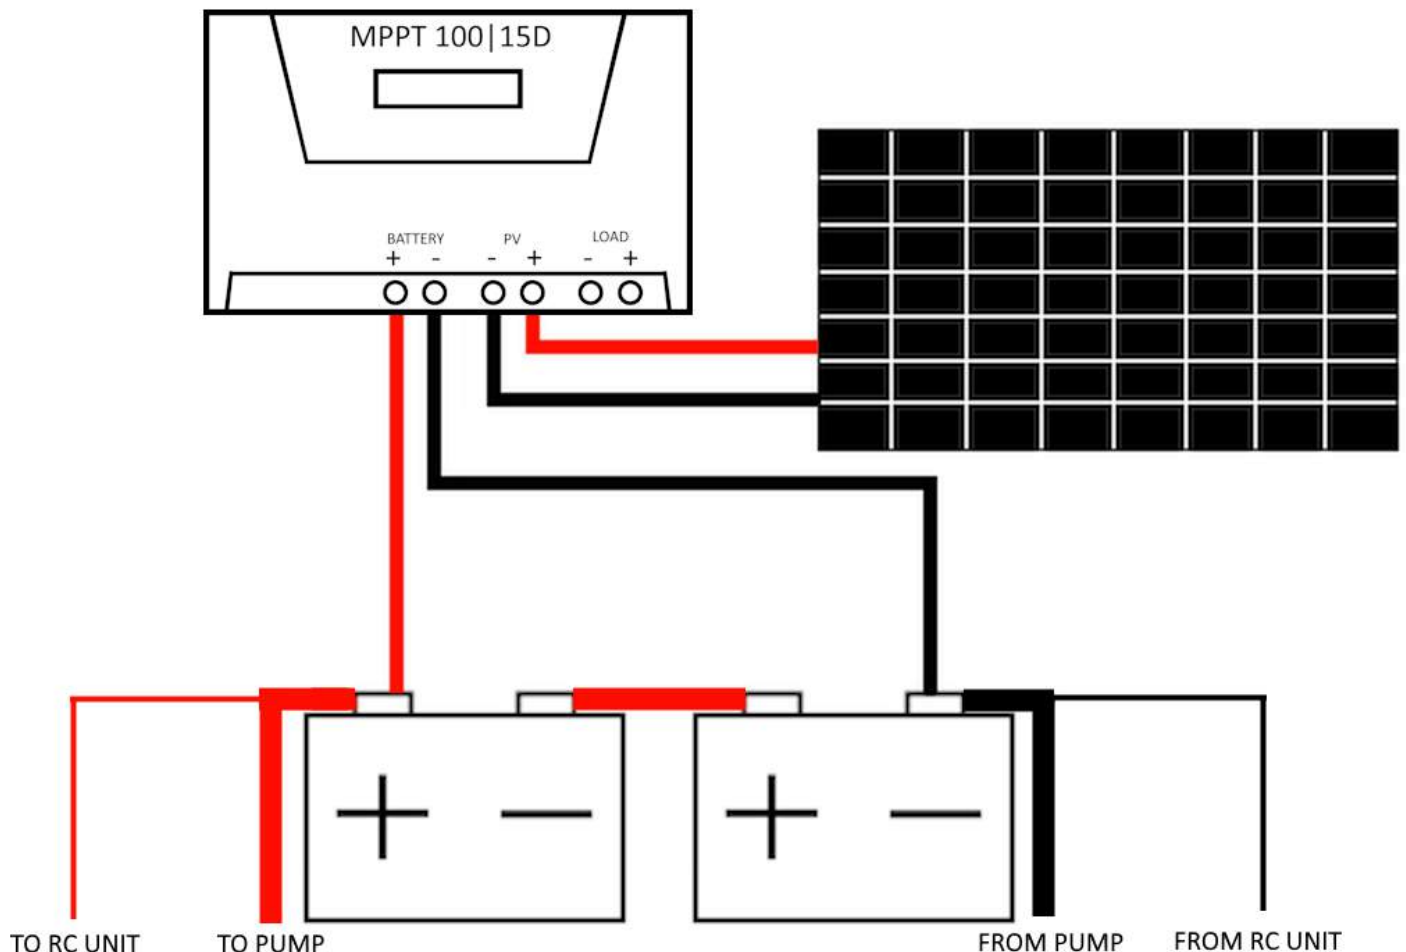 MPPT 100|15D
BATTERY PV LOAD
+ - - + - +
+ — + —
TO RC UNIT TO PUMP FROM PUMP FROM RC UNIT